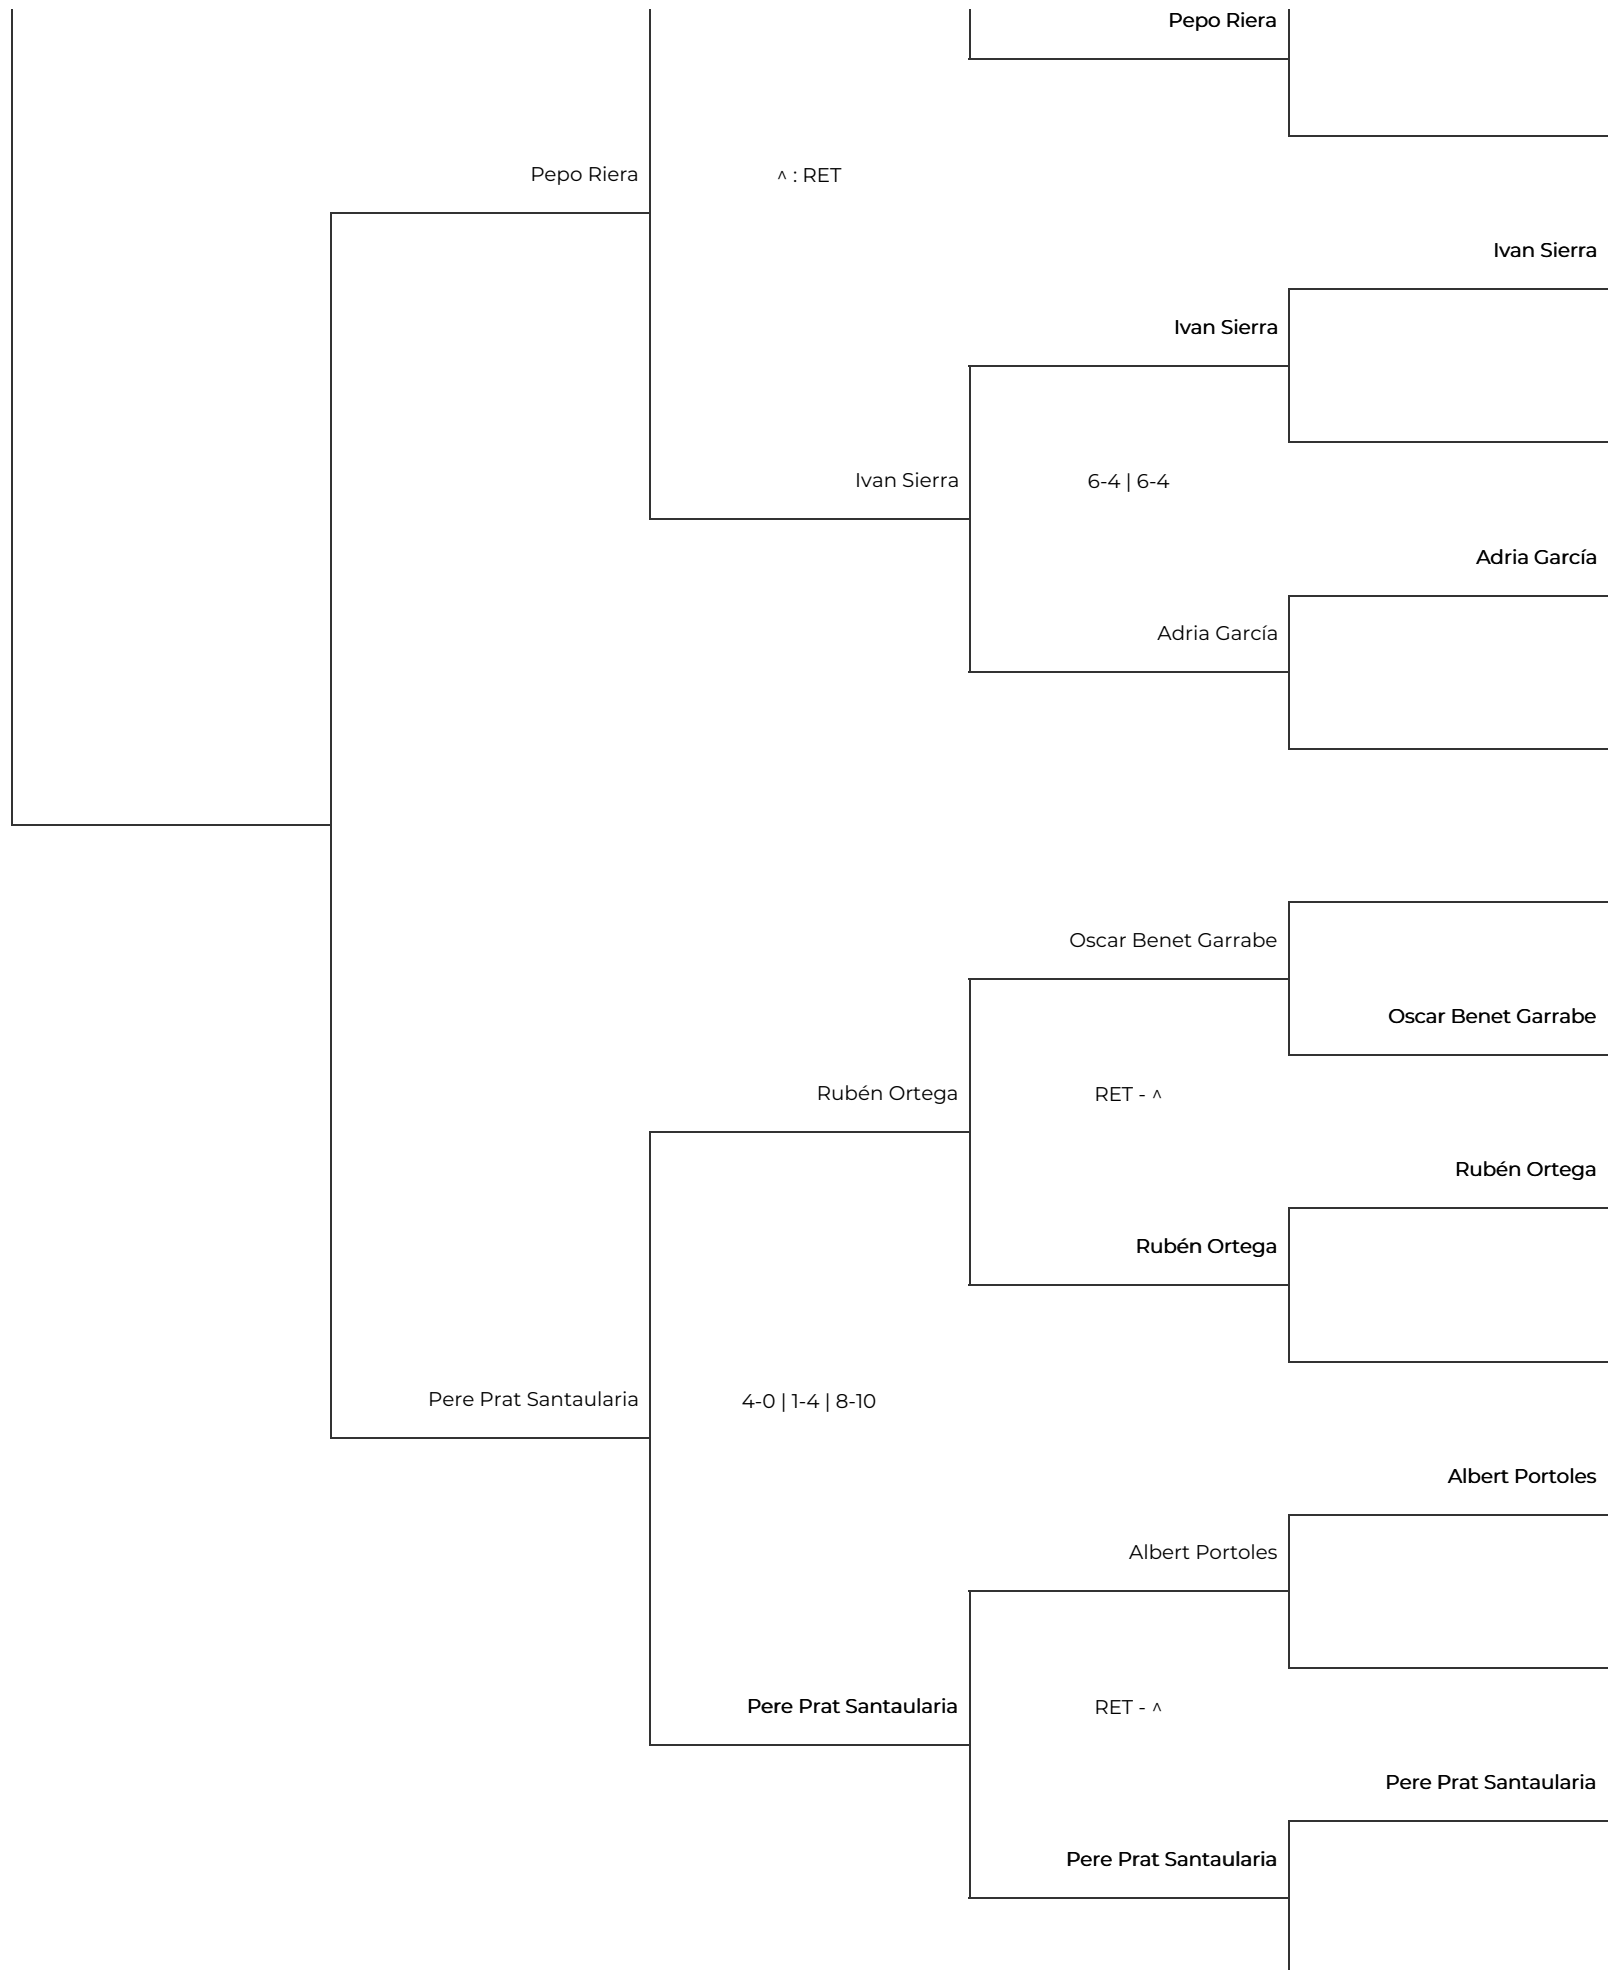 Pepo Riera
Pepo Riera
^ : RET
Ivan Sierra
Ivan Sierra
Ivan Sierra
6-4 | 6-4
Adria García
Adria García
Oscar Benet Garrabe
Oscar Benet Garrabe
Rubén Ortega
RET - ^
Rubén Ortega
Rubén Ortega
Pere Prat Santaularia
4-0 | 1-4 | 8-10
Albert Portoles
Albert Portoles
Pere Prat Santaularia
RET - ^
Pere Prat Santaularia
Pere Prat Santaularia